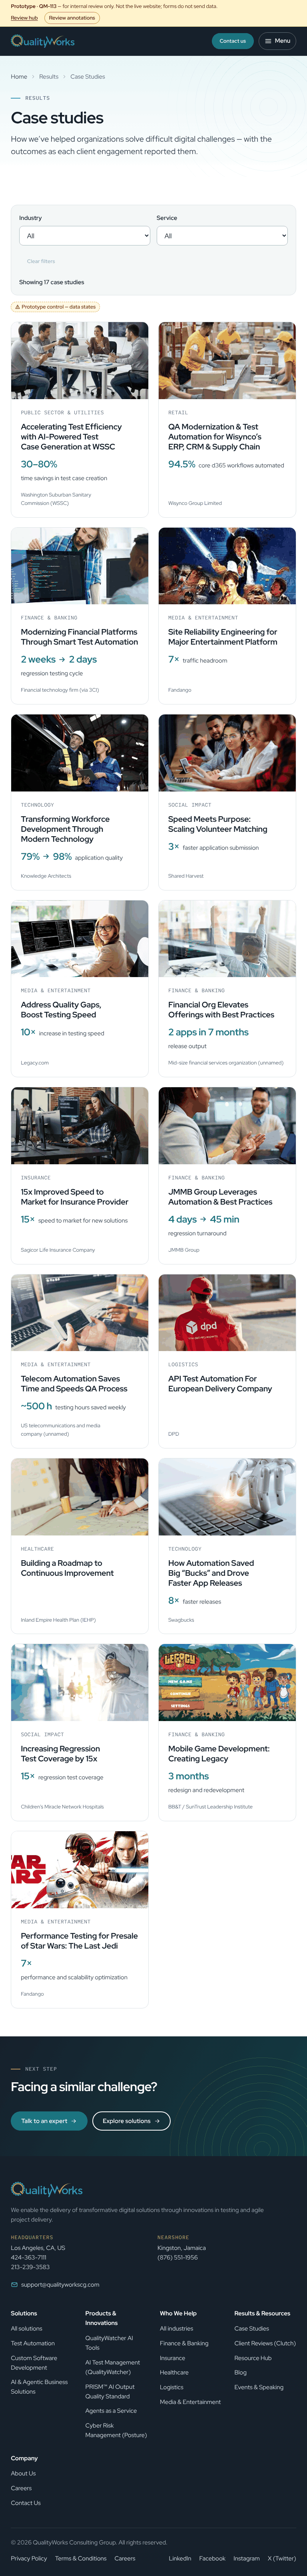 Prototype · QM-113 — for internal review only. Not the live website; forms do not send data.
Review hub
Review annotations
QualityWorks
Contact us
Menu
Home > Results > Case Studies
RESULTS
Case studies
How we've helped organizations solve difficult digital challenges — with the
outcomes as each client engagement reported them.
Industry
Service
All
All
Clear filters
Showing 17 case studies
⚠ Prototype control — data states
PUBLIC SECTOR & UTILITIES
Accelerating Test Efficiency
with AI-Powered Test
Case Generation at WSSC
30–80%
time savings in test case creation
Washington Suburban Sanitary
Commission (WSSC)
RETAIL
QA Modernization & Test
Automation for Wisynco's
ERP, CRM & Supply Chain
94.5% core d365 workflows automated
Wisynco Group Limited
FINANCE & BANKING
Modernizing Financial Platforms
Through Smart Test Automation
2 weeks → 2 days
regression testing cycle
Financial technology firm (via 3Ci)
MEDIA & ENTERTAINMENT
Site Reliability Engineering for
Major Entertainment Platform
7× traffic headroom
Fandango
TECHNOLOGY
Transforming Workforce
Development Through
Modern Technology
79% → 98% application quality
Knowledge Architects
SOCIAL IMPACT
Speed Meets Purpose:
Scaling Volunteer Matching
3× faster application submission
Shared Harvest
MEDIA & ENTERTAINMENT
Address Quality Gaps,
Boost Testing Speed
10× increase in testing speed
Legacy.com
FINANCE & BANKING
Financial Org Elevates
Offerings with Best Practices
2 apps in 7 months
release output
Mid-size financial services organization (unnamed)
INSURANCE
15x Improved Speed to
Market for Insurance Provider
15× speed to market for new solutions
Sagicor Life Insurance Company
FINANCE & BANKING
JMMB Group Leverages
Automation & Best Practices
4 days → 45 min
regression turnaround
JMMB Group
MEDIA & ENTERTAINMENT
Telecom Automation Saves
Time and Speeds QA Process
~500 h testing hours saved weekly
US telecommunications and media
company (unnamed)
dpd
LOGISTICS
API Test Automation For
European Delivery Company
DPD
HEALTHCARE
Building a Roadmap to
Continuous Improvement
Inland Empire Health Plan (IEHP)
TECHNOLOGY
How Automation Saved
Big "Bucks" and Drove
Faster App Releases
8× faster releases
Swagbucks
SOCIAL IMPACT
Increasing Regression
Test Coverage by 15x
15× regression test coverage
Children's Miracle Network Hospitals
LEGACY
NEW GAME
CONTINUE
SETTINGS
FINANCE & BANKING
Mobile Game Development:
Creating Legacy
3 months
redesign and redevelopment
BB&T / SunTrust Leadership Institute
STAR
WARS
MEDIA & ENTERTAINMENT
Performance Testing for Presale
of Star Wars: The Last Jedi
7×
performance and scalability optimization
Fandango
NEXT STEP
Facing a similar challenge?
Talk to an expert →
Explore solutions →
QualityWorks
We enable the delivery of transformative digital solutions through innovations in testing and agile
project delivery.
HEADQUARTERS
Los Angeles, CA, US
424-363-7111
213-239-3583
NEARSHORE
Kingston, Jamaica
(876) 551-1956
support@qualityworkscg.com
Solutions
All solutions
Test Automation
Custom Software
Development
AI & Agentic Business
Solutions
Products &
Innovations
QualityWatcher AI
Tools
AI Test Management
(QualityWatcher)
PRISM™ AI Output
Quality Standard
Agents as a Service
Cyber Risk
Management (Posture)
Who We Help
All industries
Finance & Banking
Insurance
Healthcare
Logistics
Media & Entertainment
Results & Resources
Case Studies
Client Reviews (Clutch)
Resource Hub
Blog
Events & Speaking
Company
About Us
Careers
Contact Us
© 2026 QualityWorks Consulting Group. All rights reserved.
Privacy Policy Terms & Conditions Careers
LinkedIn Facebook Instagram X (Twitter)